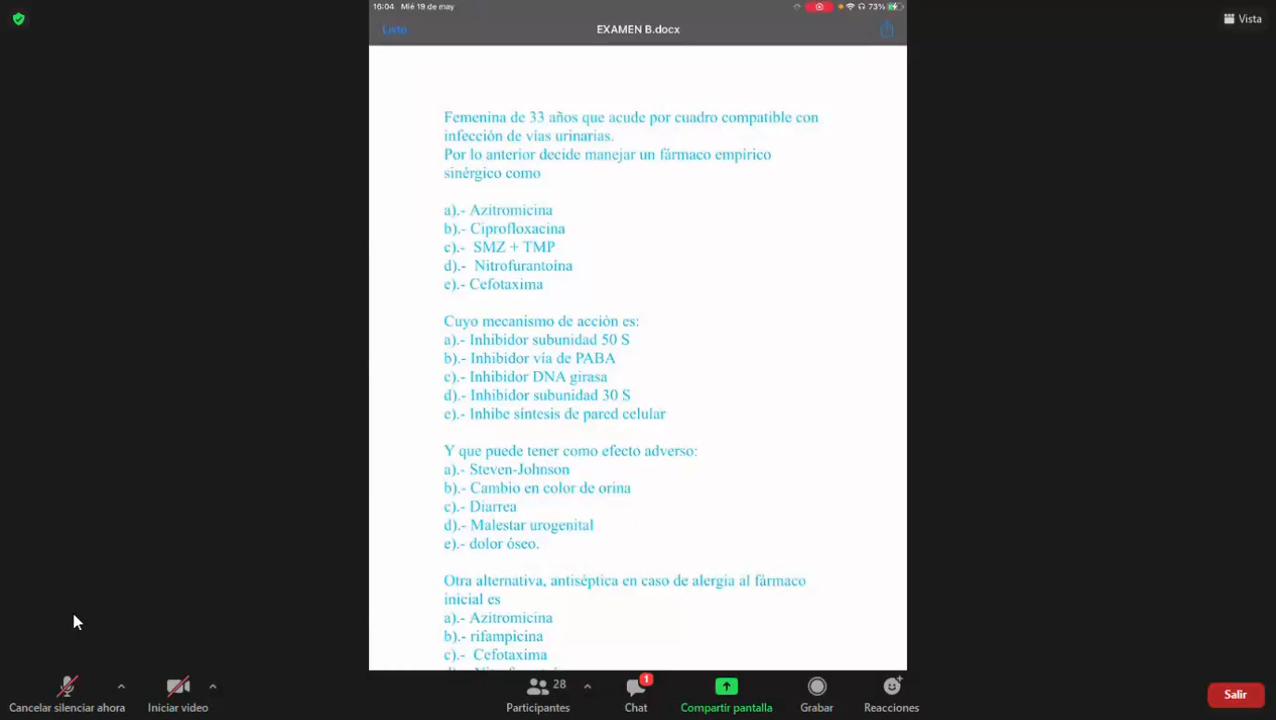 16:04 Mié 19 de may
73%
Vista
Listo
EXAMEN B.docx
Femenina de 33 años que acude por cuadro compatible con
infección de vías urinarias.
Por lo anterior decide manejar un fármaco empírico
sinérgico como
a).- Azitromicina
b).- Ciprofloxacina
c).- SMZ + TMP
d).- Nitrofurantoína
e).- Cefotaxima
Cuyo mecanismo de acción es:
a).- Inhibidor subunidad 50 S
b).- Inhibidor vía de PABA
c).- Inhibidor DNA girasa
d).- Inhibidor subunidad 30 S
e).- Inhibe síntesis de pared celular
Y que puede tener como efecto adverso:
a).- Steven-Johnson
b).- Cambio en color de orina
c).- Diarrea
d).- Malestar urogenital
e).- dolor óseo.
Otra alternativa, antiséptica en caso de alergia al fármaco
inicial es
a).- Azitromicina
b).- rifampicina
c).- Cefotaxima
28
1
Cancelar silenciar ahora
Iniciar video
Participantes
Chat
Compartir pantalla
Grabar
Reacciones
Salir